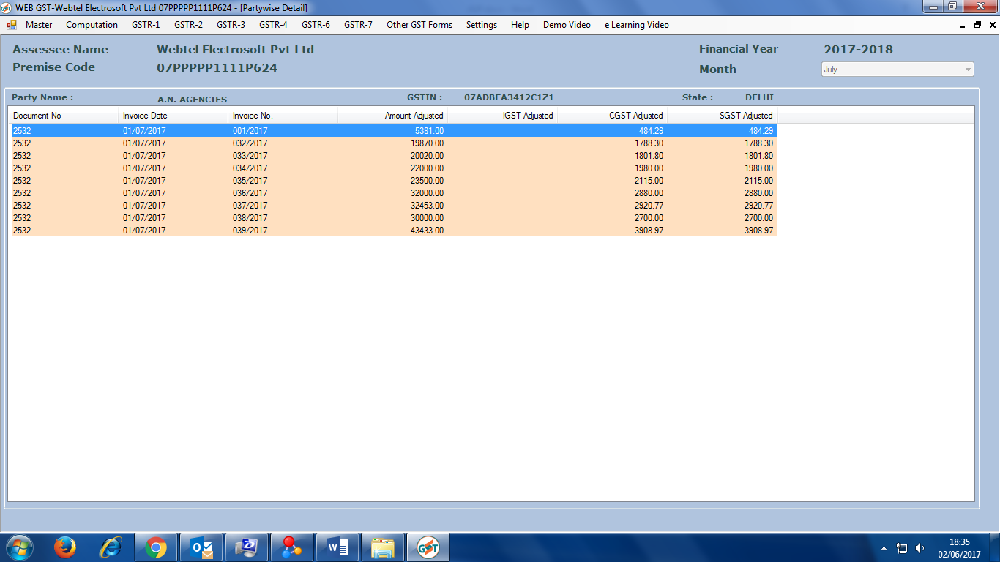 WEB GST-Webtel Electrosoft Pvt Ltd 07PPPPP1111P624 - [Partywise Detail]
Master Computation GSTR-1 GSTR-2 GSTR-3 GSTR-4 GSTR-6 GSTR-7 Other GST Forms Settings Help Demo Video e Learning Video
Assessee Name Webtel Electrosoft Pvt Ltd Financial Year 2017-2018
Premise Code 07PPPPP1111P624 Month July
Party Name : A.N. AGENCIES GSTIN : 07ADBFA3412C1Z1 State : DELHI
Document No Invoice Date Invoice No. Amount Adjusted IGST Adjusted CGST Adjusted SGST Adjusted
2532 01/07/2017 001/2017 5381.00 484.29 484.29
2532 01/07/2017 032/2017 19870.00 1788.30 1788.30
2532 01/07/2017 033/2017 20020.00 1801.80 1801.80
2532 01/07/2017 034/2017 22000.00 1980.00 1980.00
2532 01/07/2017 035/2017 23500.00 2115.00 2115.00
2532 01/07/2017 036/2017 32000.00 2880.00 2880.00
2532 01/07/2017 037/2017 32453.00 2920.77 2920.77
2532 01/07/2017 038/2017 30000.00 2700.00 2700.00
2532 01/07/2017 039/2017 43433.00 3908.97 3908.97
GST 18:35
02/06/2017